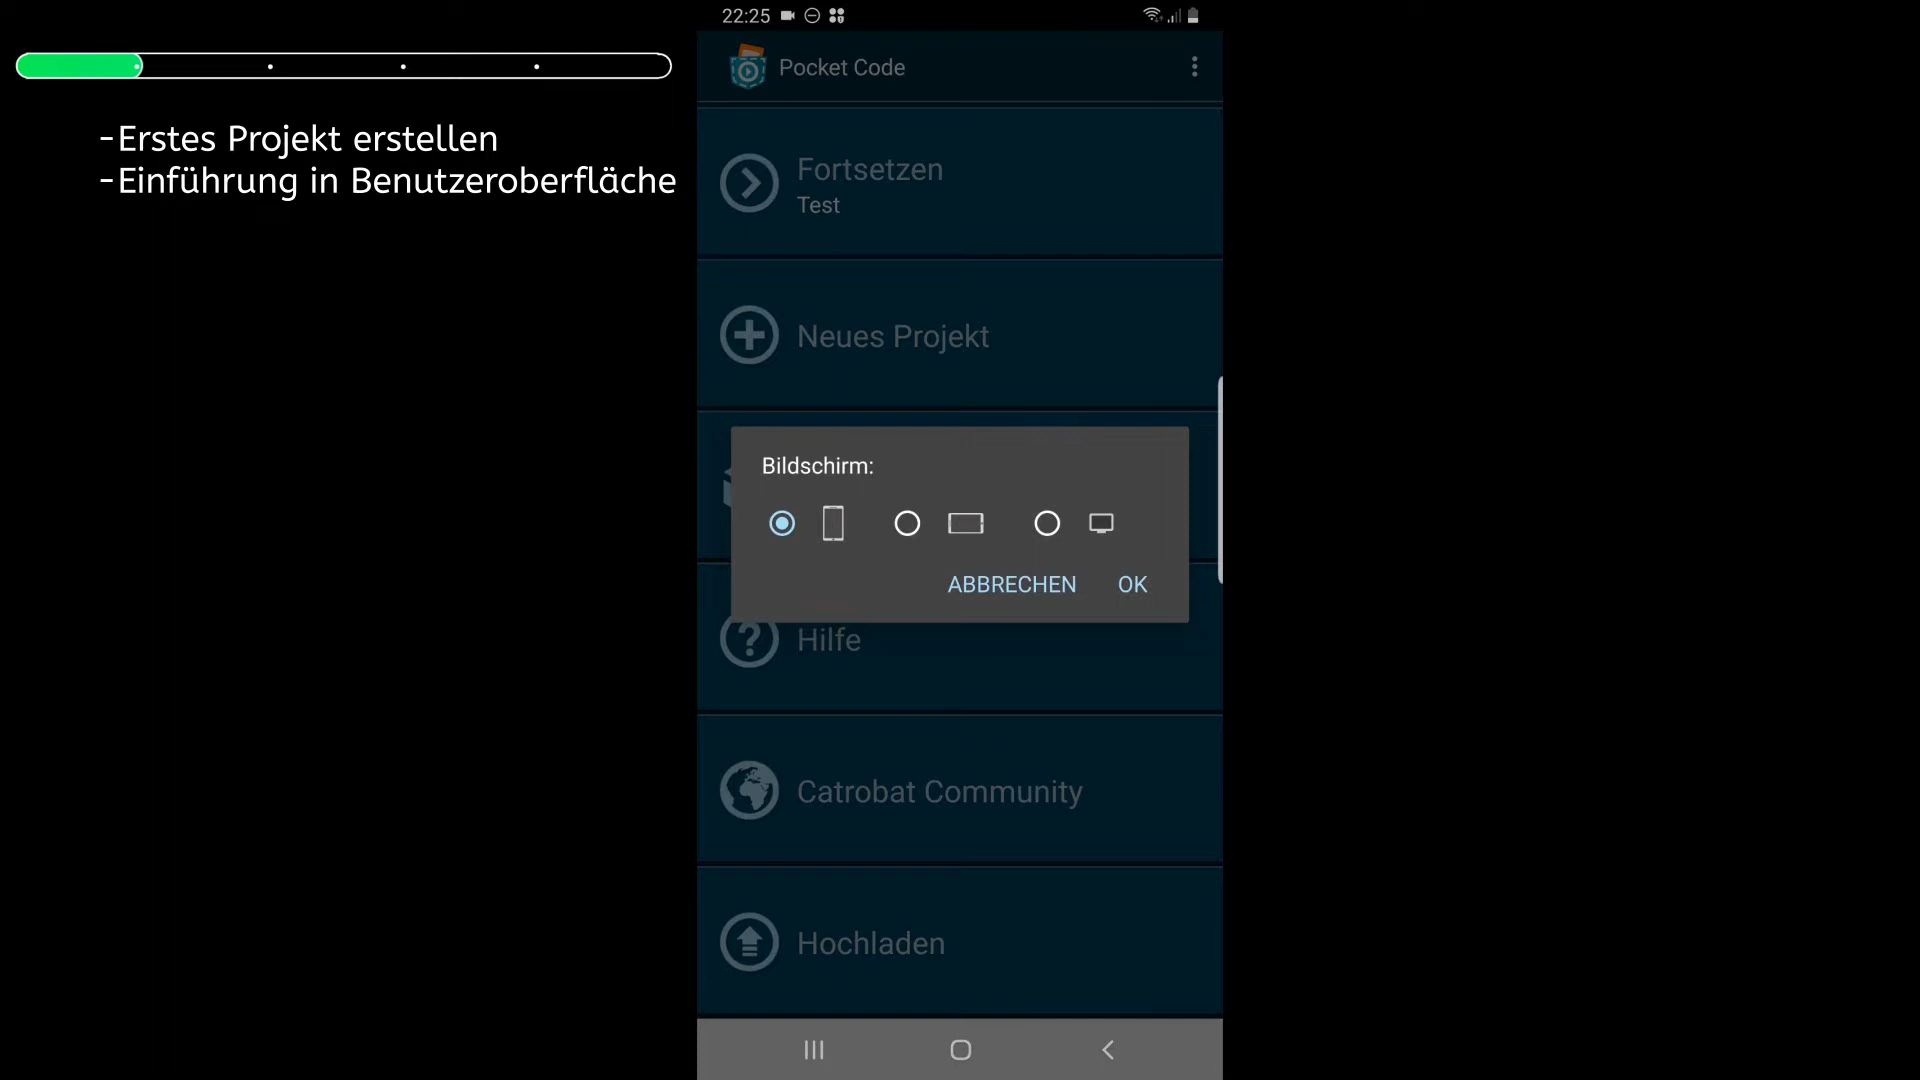 22:25
Pocket Code
-Erstes Projekt erstellen
-Einführung in Benutzeroberfläche
Fortsetzen
Test
Neues Projekt
Bildschirm:
ABBRECHEN OK
Hilfe
Catrobat Community
Hochladen